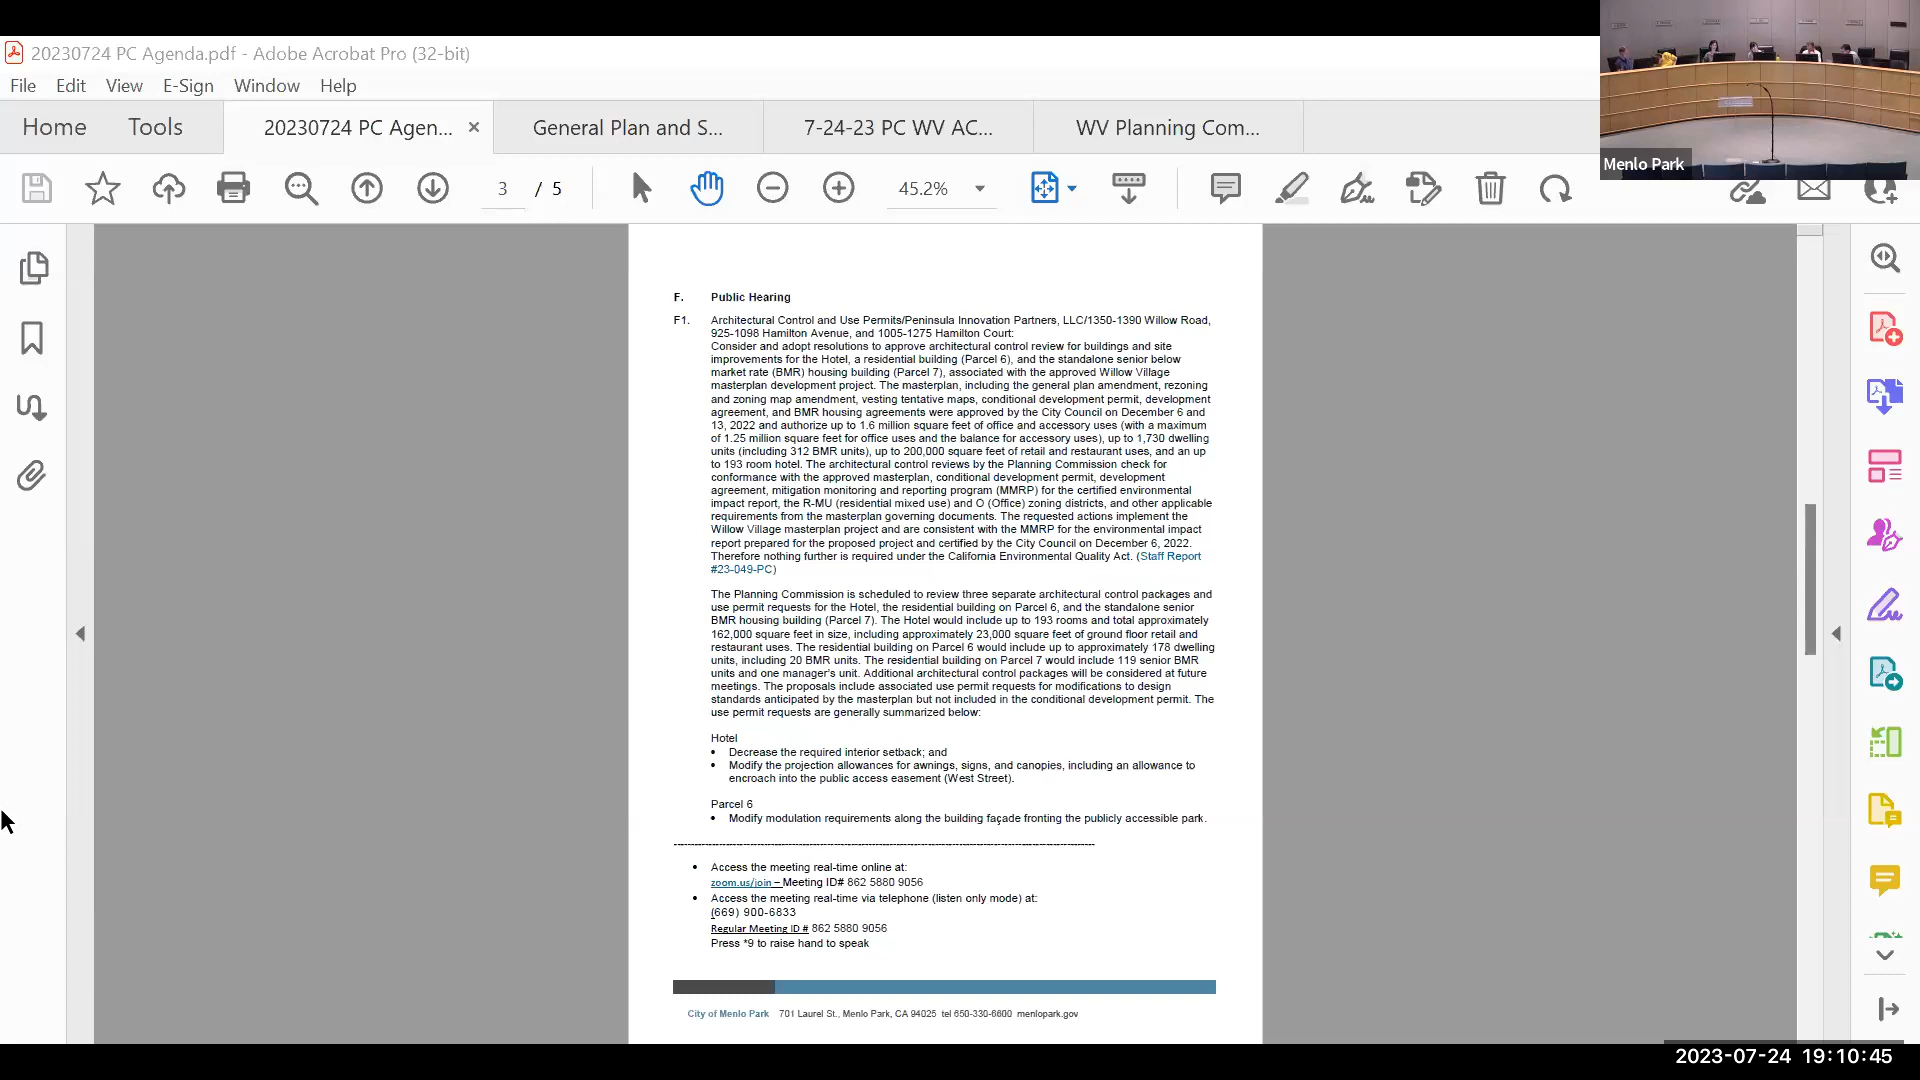 20230724 PC Agenda.pdf - Adobe Acrobat Pro (32-bit)
File Edit View E-Sign Window Help
Home Tools 20230724 PC Agen... × General Plan and S... 7-24-23 PC WV AC... WV Planning Com...
Menlo Park
3 / 5 45.2%
F. Public Hearing
F1. Architectural Control and Use Permits/Peninsula Innovation Partners, LLC/1350-1390 Willow Road,
925-1098 Hamilton Avenue, and 1005-1275 Hamilton Court:
Consider and adopt resolutions to approve architectural control review for buildings and site
improvements for the Hotel, a residential building (Parcel 6), and the standalone senior below
market rate (BMR) housing building (Parcel 7), associated with the approved Willow Village
masterplan development project. The masterplan, including the general plan amendment, rezoning
and zoning map amendment, vesting tentative maps, conditional development permit, development
agreement, and BMR housing agreements were approved by the City Council on December 6 and
13, 2022 and authorize up to 1.6 million square feet of office and accessory uses (with a maximum
of 1.25 million square feet for office uses and the balance for accessory uses), up to 1,730 dwelling
units (including 312 BMR units), up to 200,000 square feet of retail and restaurant uses, and an up
to 193 room hotel. The architectural control reviews by the Planning Commission check for
conformance with the approved masterplan, conditional development permit, development
agreement, mitigation monitoring and reporting program (MMRP) for the certified environmental
impact report, the R-MU (residential mixed use) and O (Office) zoning districts, and other applicable
requirements from the masterplan governing documents. The requested actions implement the
Willow Village masterplan project and are consistent with the MMRP for the environmental impact
report prepared for the proposed project and certified by the City Council on December 6, 2022.
Therefore nothing further is required under the California Environmental Quality Act. (Staff Report
#23-049-PC)
The Planning Commission is scheduled to review three separate architectural control packages and
use permit requests for the Hotel, the residential building on Parcel 6, and the standalone senior
BMR housing building (Parcel 7). The Hotel would include up to 193 rooms and total approximately
162,000 square feet in size, including approximately 23,000 square feet of ground floor retail and
restaurant uses. The residential building on Parcel 6 would include up to approximately 178 dwelling
units, including 20 BMR units. The residential building on Parcel 7 would include 119 senior BMR
units and one manager's unit. Additional architectural control packages will be considered at future
meetings. The proposals include associated use permit requests for modifications to design
standards anticipated by the masterplan but not included in the conditional development permit. The
use permit requests are generally summarized below:
Hotel
• Decrease the required interior setback; and
• Modify the projection allowances for awnings, signs, and canopies, including an allowance to
encroach into the public access easement (West Street).
Parcel 6
• Modify modulation requirements along the building façade fronting the publicly accessible park.
• Access the meeting real-time online at:
zoom.us/join – Meeting ID# 862 5880 9056
• Access the meeting real-time via telephone (listen only mode) at:
(669) 900-6833
Regular Meeting ID # 862 5880 9056
Press *9 to raise hand to speak
City of Menlo Park 701 Laurel St., Menlo Park, CA 94025 tel 650-330-6600 menlopark.gov
2023-07-24 19:10:45